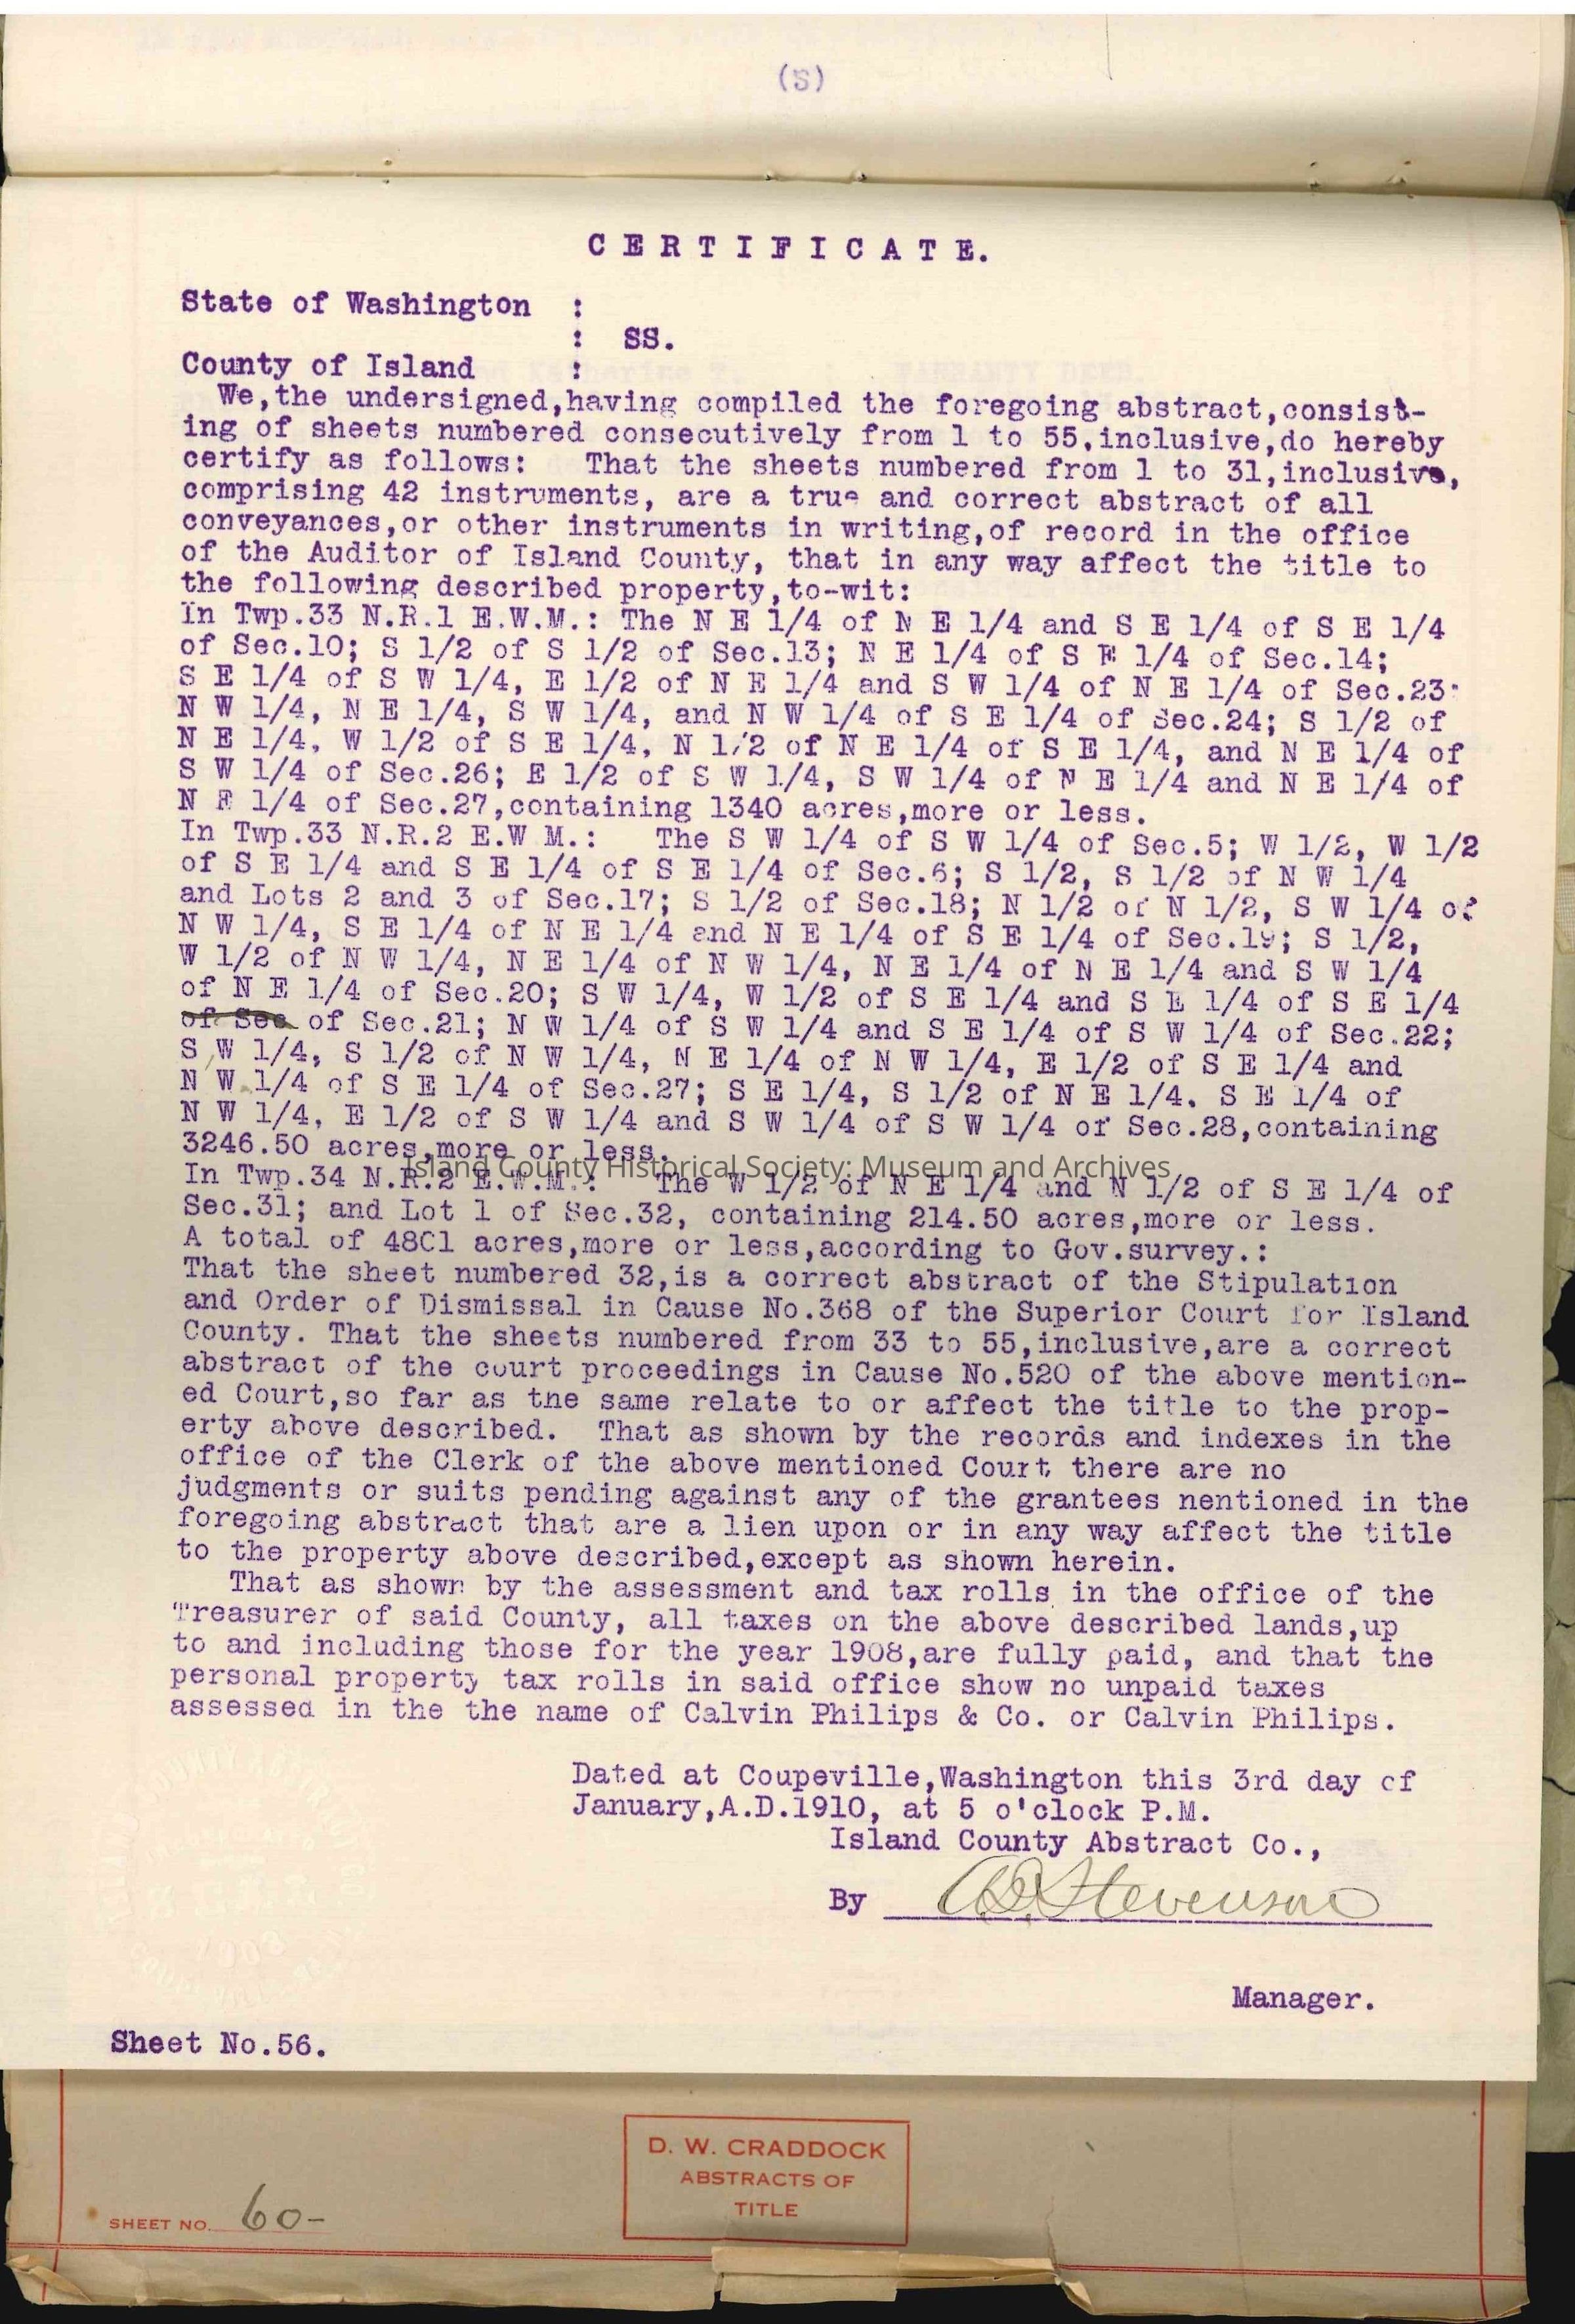 (S)
C E R T I F I C A T E.
State of Washington :
: SS.
County of Island :
We,the undersigned,having compiled the foregoing abstract,consist-
ing of sheets numbered consecutively from 1 to 55,inclusive,do hereby
certify as follows: That the sheets numbered from 1 to 31,inclusive,
comprising 42 instruments, are a true and correct abstract of all
conveyances,or other instruments in writing,of record in the office
of the Auditor of Island County, that in any way affect the title to
the following described property,to-wit:
In Twp.33 N.R.1 E.W.M.: The N E 1/4 of N E 1/4 and S E 1/4 of S E 1/4
of Sec.10; S 1/2 of S 1/2 of Sec.13; N E 1/4 of S E 1/4 of Sec.14;
S E 1/4 of S W 1/4, E 1/2 of N E 1/4 and S W 1/4 of N E 1/4 of Sec.23;
N W 1/4, N E 1/4, S W 1/4, and N W 1/4 of S E 1/4 of Sec.24; S 1/2 of
N E 1/4, W 1/2 of S E 1/4, N 1/2 of N E 1/4 of S E 1/4, and N E 1/4 of
S W 1/4 of Sec.26; E 1/2 of S W 1/4, S W 1/4 of N E 1/4 and N E 1/4 of
N E 1/4 of Sec.27,containing 1340 acres,more or less.
In Twp.33 N.R.2 E.W M.: The S W 1/4 of S W 1/4 of Sec.5; W 1/2, W 1/2
of S E 1/4 and S E 1/4 of S E 1/4 of Sec.6; S 1/2, S 1/2 of N W 1/4
and Lots 2 and 3 of Sec.17; S 1/2 of Sec.18; N 1/2 of N 1/2, S W 1/4 of
N W 1/4, S E 1/4 of N E 1/4 and N E 1/4 of S E 1/4 of Sec.19; S 1/2,
W 1/2 of N W 1/4, N E 1/4 of N W 1/4, N E 1/4 of N E 1/4 and S W 1/4
of N E 1/4 of Sec.20; S W 1/4, W 1/2 of S E 1/4 and S E 1/4 of S E 1/4
of Sec of Sec.21; N W 1/4 of S W 1/4 and S E 1/4 of S W 1/4 of Sec.22;
S W 1/4, S 1/2 of N W 1/4, N E 1/4 of N W 1/4, E 1/2 of S E 1/4 and
N W 1/4 of S E 1/4 of Sec.27; S E 1/4, S 1/2 of N E 1/4. S E 1/4 of
N W 1/4, E 1/2 of S W 1/4 and S W 1/4 of S W 1/4 of Sec.28,containing
3246.50 acres,more or less.
Island County Historical Society: Museum and Archives
In Twp.34 N.R.2 E.W.M.: The W 1/2 of N E 1/4 and N 1/2 of S E 1/4 of
Sec.31; and Lot 1 of Sec.32, containing 214.50 acres,more or less.
A total of 4801 acres,more or less,according to Gov.survey.:
That the sheet numbered 32,is a correct abstract of the Stipulation
and Order of Dismissal in Cause No.368 of the Superior Court for Island
County. That the sheets numbered from 33 to 55,inclusive,are a correct
abstract of the court proceedings in Cause No.520 of the above mention-
ed Court,so far as the same relate to or affect the title to the prop-
erty above described. That as shown by the records and indexes in the
office of the Clerk of the above mentioned Court there are no
judgments or suits pending against any of the grantees nentioned in the
foregoing abstract that are a lien upon or in any way affect the title
to the property above described,except as shown herein.
That as shown by the assessment and tax rolls in the office of the
Treasurer of said County, all taxes on the above described lands,up
to and including those for the year 1908,are fully paid, and that the
personal property tax rolls in said office show no unpaid taxes
assessed in the the name of Calvin Philips & Co. or Calvin Philips.
Dated at Coupeville,Washington this 3rd day of
January,A.D.1910, at 5 o'clock P.M.
Island County Abstract Co.,
By Stevenson
Manager.
Sheet No.56.
D. W. CRADDOCK
ABSTRACTS OF
TITLE
SHEET NO. 60-